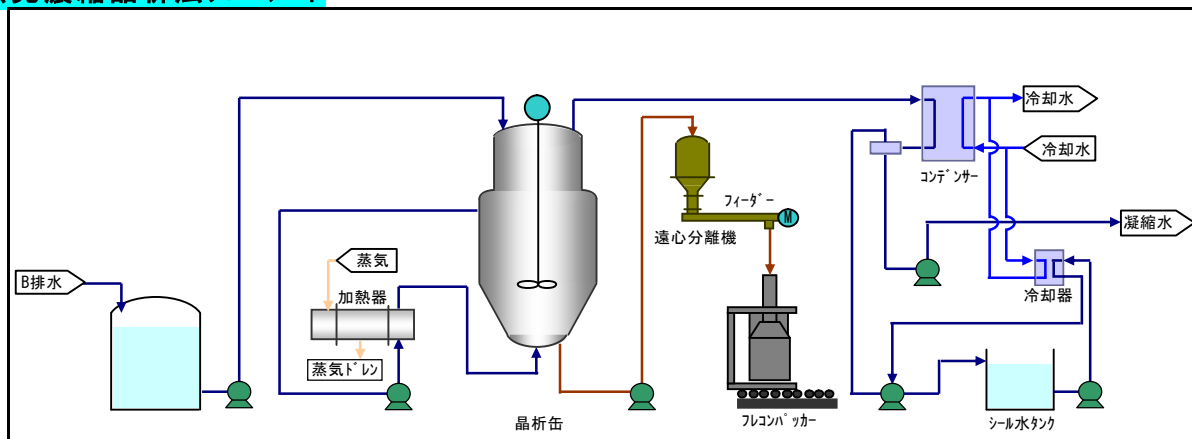 冷却水
冷却水
コンデンサー
フィーダー
遠心分離機
凝縮水
蒸気
B排水
加熱器
冷却器
蒸気ドレン
晶析缶
フレコンパッカー
シール水タンク
M